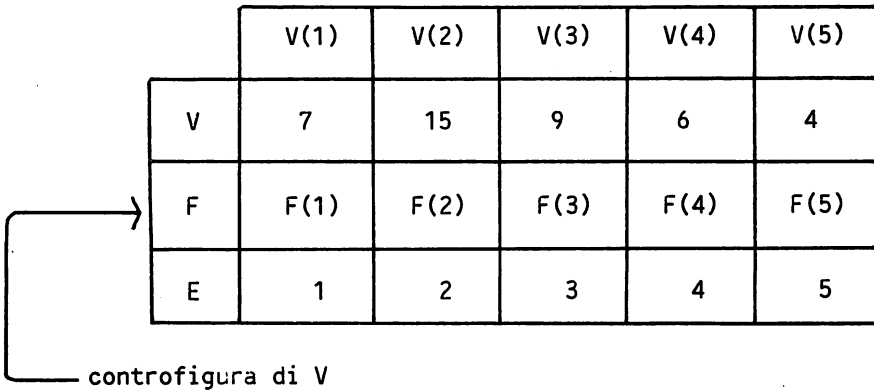 V(1) V(2) V(3) V(4) V(5)
V 7 15 9 6 4
F F(1) F(2) F(3) F(4) F(5)
E 1 2 3 4 5
controfigura di V